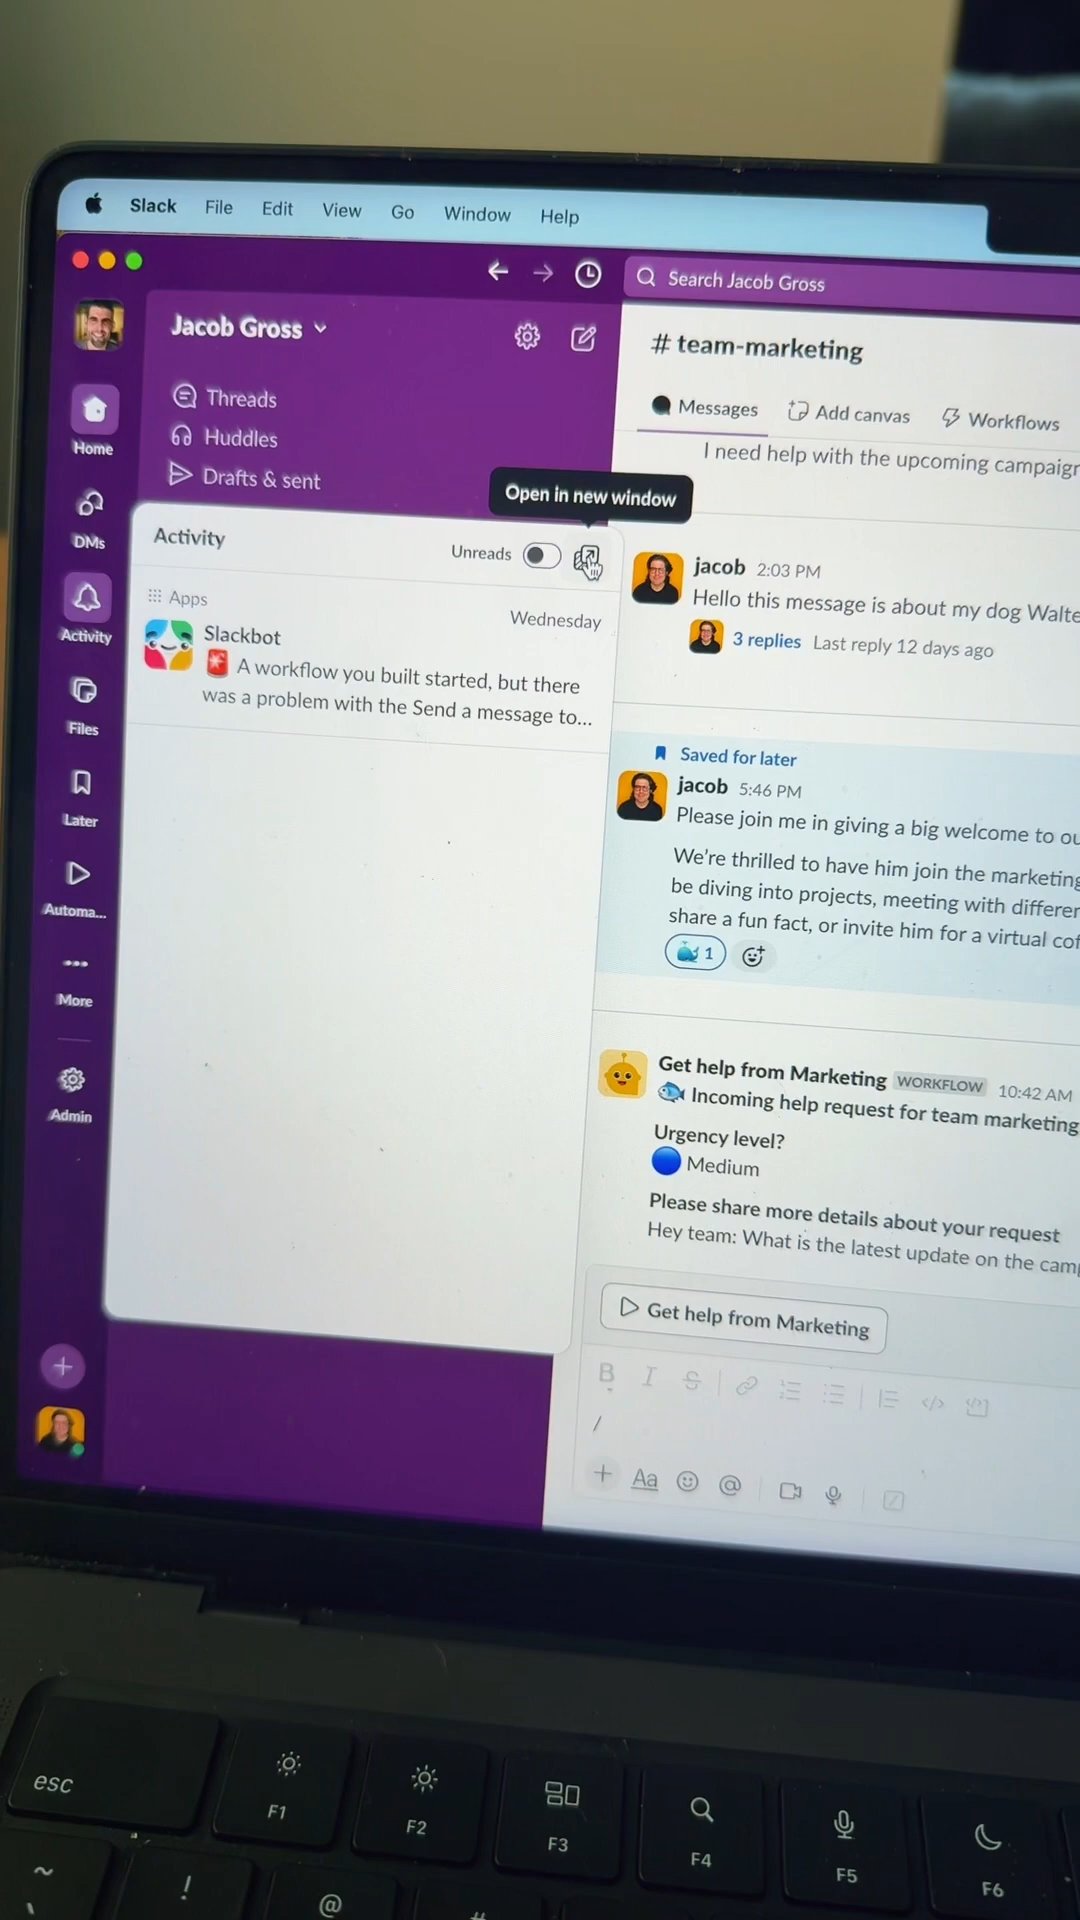 Slack File Edit View Go Window Help
Search Jacob Gross
Jacob Gross
Threads
Huddles
Drafts & sent
Home
DMs
Activity
Files
Later
Automa...
More
Admin
Open in new window
Activity
Unreads
Apps
Wednesday
Slackbot
A workflow you built started, but there
was a problem with the Send a message to...
# team-marketing
Messages Add canvas Workflows
I need help with the upcoming campaign
jacob 2:03 PM
Hello this message is about my dog Walte
3 replies Last reply 12 days ago
Saved for later
jacob 5:46 PM
Please join me in giving a big welcome to ou
We're thrilled to have him join the marketing
be diving into projects, meeting with differen
share a fun fact, or invite him for a virtual cof
1
Get help from Marketing WORKFLOW 10:42 AM
Incoming help request for team marketing
Urgency level?
Medium
Please share more details about your request
Hey team: What is the latest update on the camp
Get help from Marketing
B I S
/
+ Aa @
esc
F1
F2
F3
F4
F5
F6
~
!
@
#